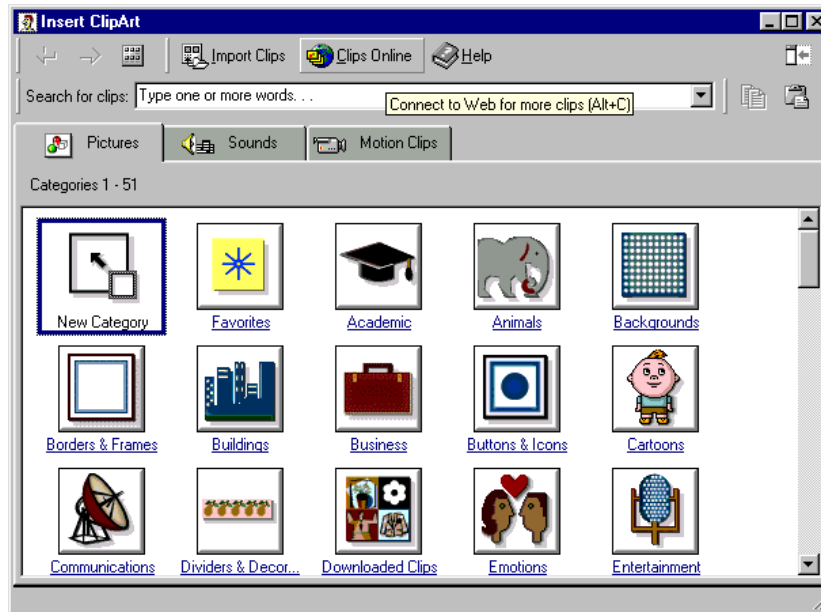 Insert ClipArt
Import Clips Clips Online Help
Search for clips: Type one or more words. . .
Connect to Web for more clips (Alt+C)
Pictures Sounds Motion Clips
Categories 1 - 51
New Category Favorites Academic Animals Backgrounds
Borders & Frames Buildings Business Buttons & Icons Cartoons
Communications Dividers & Decor... Downloaded Clips Emotions Entertainment